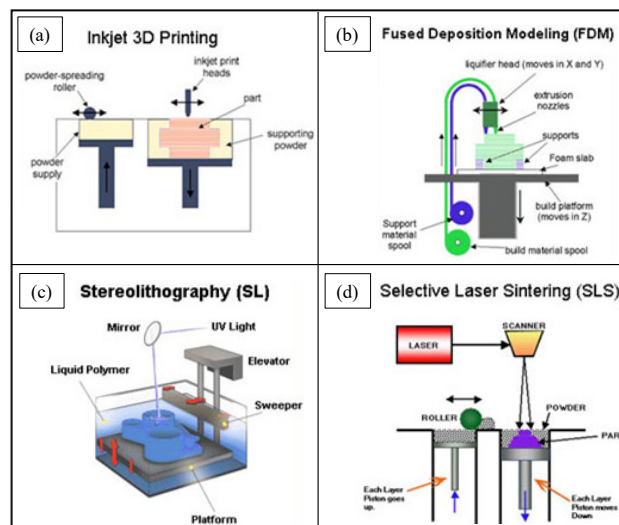 (a)
Inkjet 3D Printing
powder-spreading
roller
inkjet print
heads
part
supporting
powder
powder
supply
(b)
Fused Deposition Modeling (FDM)
liquifier head (moves in X and Y)
extrusion
nozzles
supports
Foam slab
build platform
(moves in Z)
Support
material
spool
build material spool
(c)
Stereolithography (SL)
Mirror
UV Light
Elevator
Liquid Polymer
Sweeper
Platform
(d)
Selective Laser Sintering (SLS)
SCANNER
LASER
ROLLER
POWDER
PAR
Each Layer
Piston goes
up.
Each Layer
Piston moves
Down